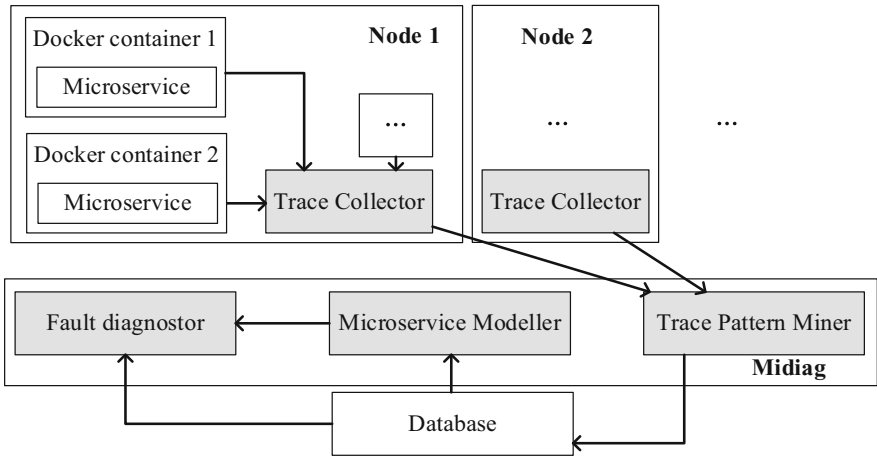 Docker container 1
Microservice
Node 1
Node 2
...
...
...
Docker container 2
Microservice
Trace Collector
Trace Collector
Fault diagnostor
Microservice Modeller
Trace Pattern Miner
Midiag
Database